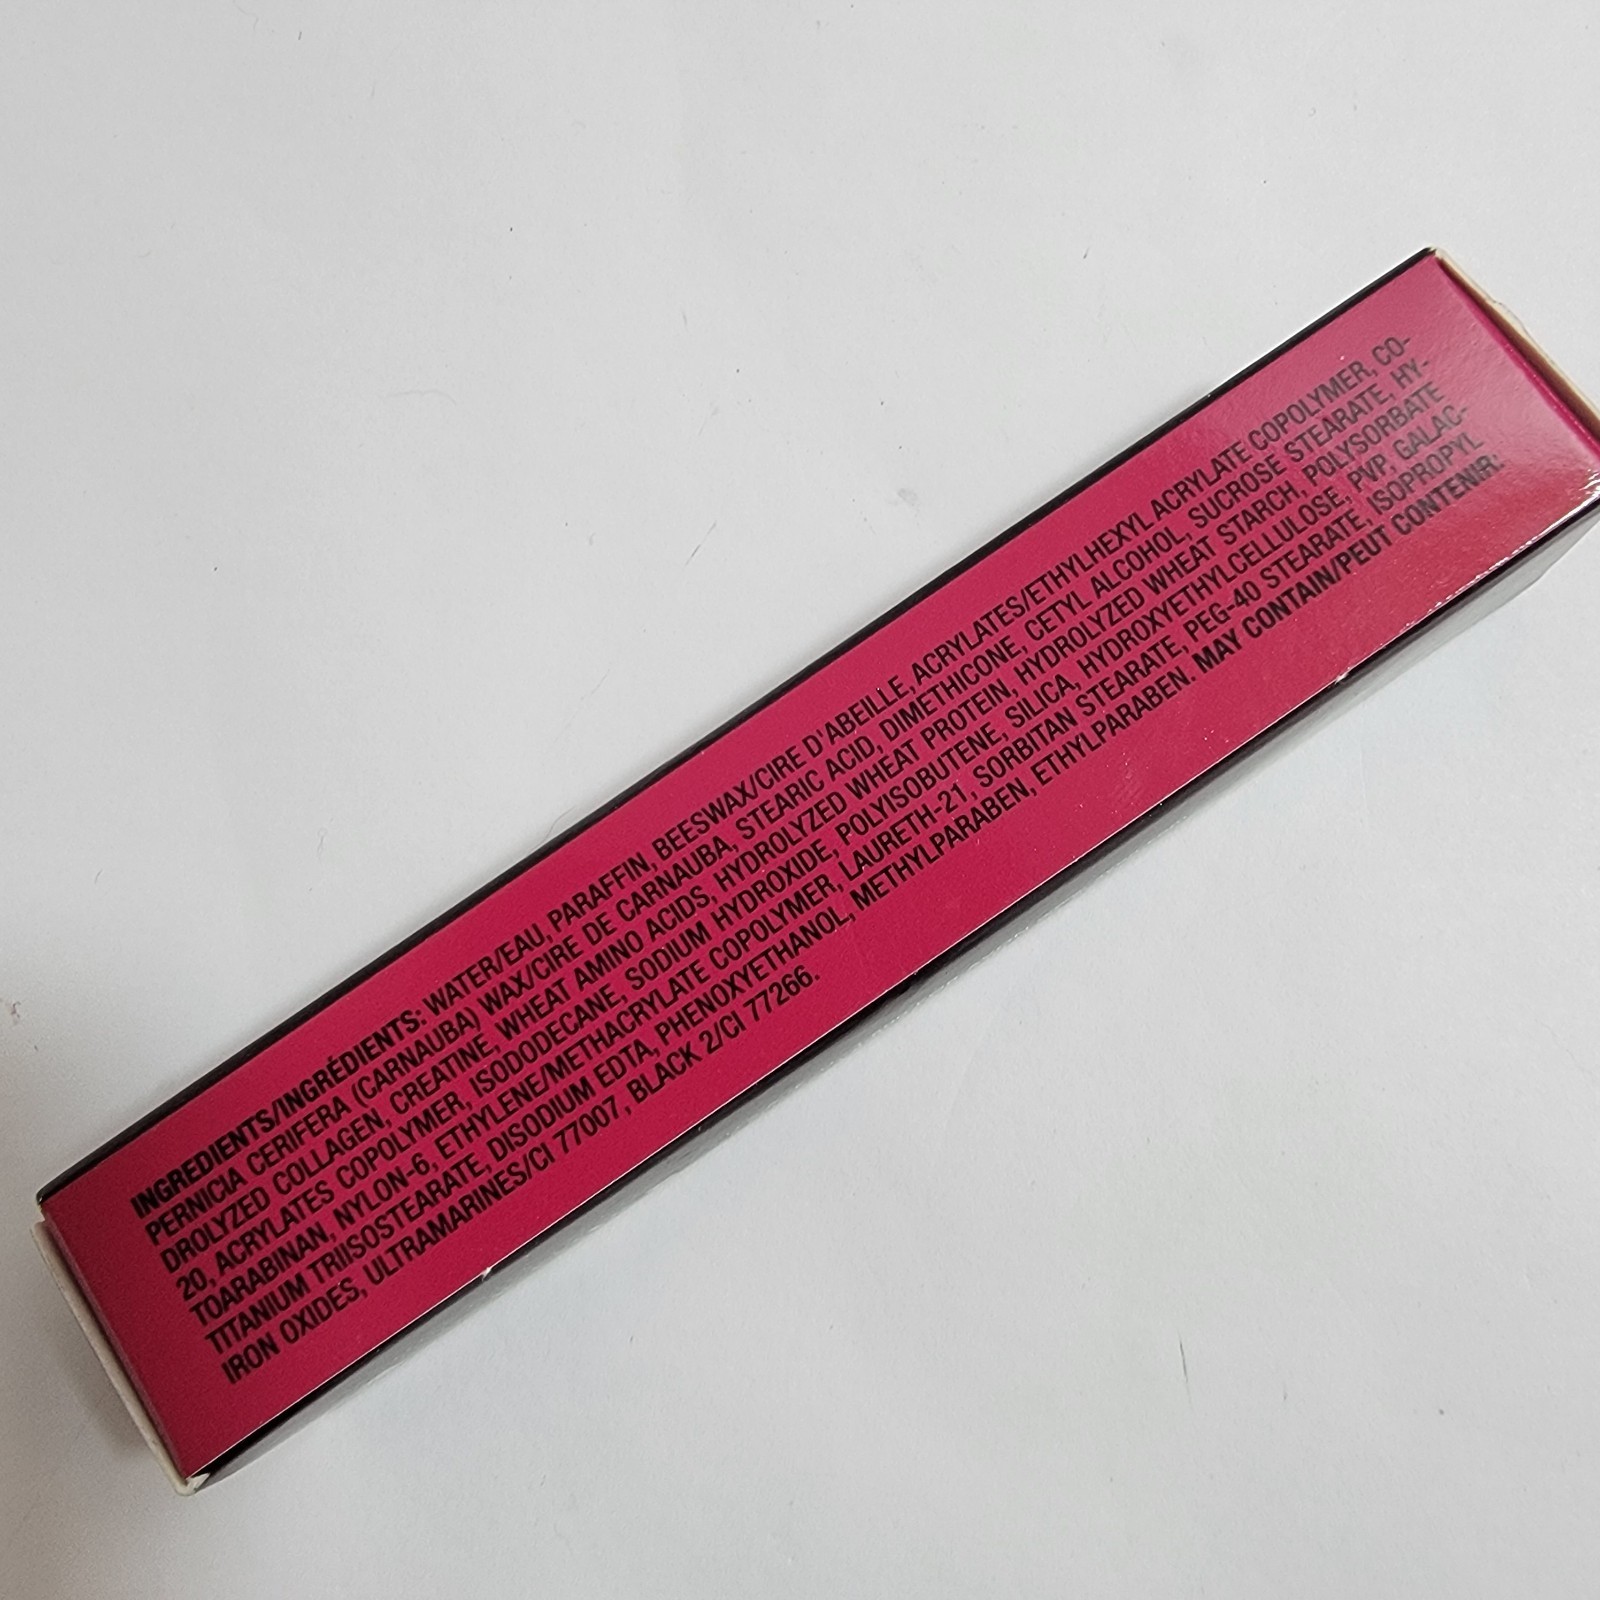 INGREDIENTS/INGRÉDIENTS: WATER/EAU, PARAFFIN, BEESWAX/CIRE D'ABEILLE, ACRYLATES/ETHYLHEXYL ACRYLATE COPOLYMER, CO-
PERNICIA CERIFERA (CARNAUBA) WAX/CIRE DE CARNAUBA, STEARIC ACID, DIMETHICONE, CETYL ALCOHOL, SUCROSE STEARATE, HY-
DROLYZED COLLAGEN, CREATINE, WHEAT AMINO ACIDS, HYDROLYZED WHEAT PROTEIN, HYDROLYZED WHEAT STARCH, POLYSORBATE
20, ACRYLATES COPOLYMER, ISODODECANE, SODIUM HYDROXIDE, POLYISOBUTENE, SILICA, HYDROXYETHYLCELLULOSE, PVP, GALAC-
TOARABINAN, NYLON-6, ETHYLENE/METHACRYLATE COPOLYMER, LAURETH-21, SORBITAN STEARATE, PEG-40 STEARATE, ISOPROPYL
TITANIUM TRIISOSTEARATE, DISODIUM EDTA, PHENOXYETHANOL, METHYLPARABEN, ETHYLPARABEN. MAY CONTAIN/PEUT CONTENIR:
IRON OXIDES, ULTRAMARINES/CI 77007, BLACK 2/CI 77266.